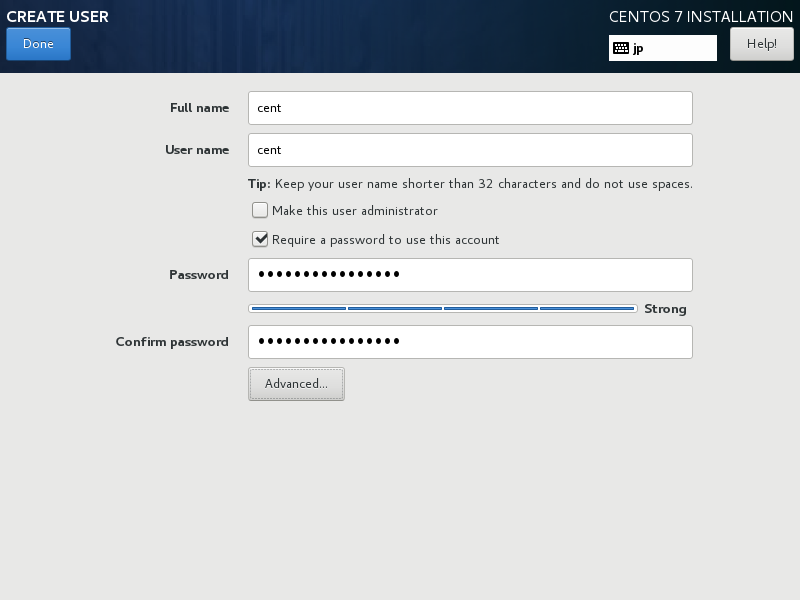 CREATE USER
CENTOS 7 INSTALLATION
Done
jp
Help!
Full name
cent
User name
cent
Tip: Keep your user name shorter than 32 characters and do not use spaces.
Make this user administrator
Require a password to use this account
Password
••••••••••••••••
Strong
Confirm password
••••••••••••••••
Advanced...